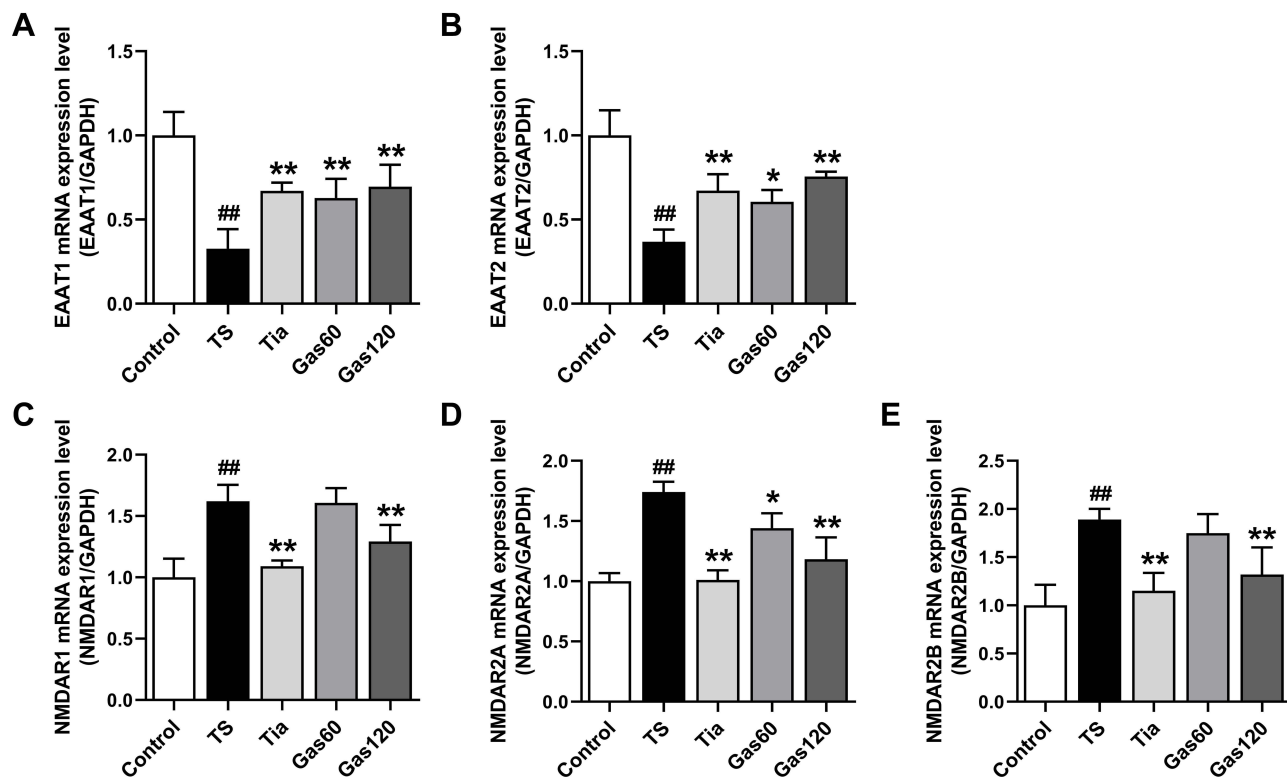 A
EAAT1 mRNA expression level
(EAAT1/GAPDH)
1.5
1.0
0.5
0.0
##
**
**
**
Control
TS
Tia
Gas60
Gas120
B
EAAT2 mRNA expression level
(EAAT2/GAPDH)
1.5
1.0
0.5
0.0
##
**
*
**
Control
TS
Tia
Gas60
Gas120
C
NMDAR1 mRNA expression level
(NMDAR1/GAPDH)
2.0
1.5
1.0
0.5
0.0
##
**
**
Control
TS
Tia
Gas60
Gas120
D
NMDAR2A mRNA expression level
(NMDAR2A/GAPDH)
2.0
1.5
1.0
0.5
0.0
##
**
*
**
Control
TS
Tia
Gas60
Gas120
E
NMDAR2B mRNA expression level
(NMDAR2B/GAPDH)
2.5
2.0
1.5
1.0
0.5
0.0
##
**
**
Control
TS
Tia
Gas60
Gas120